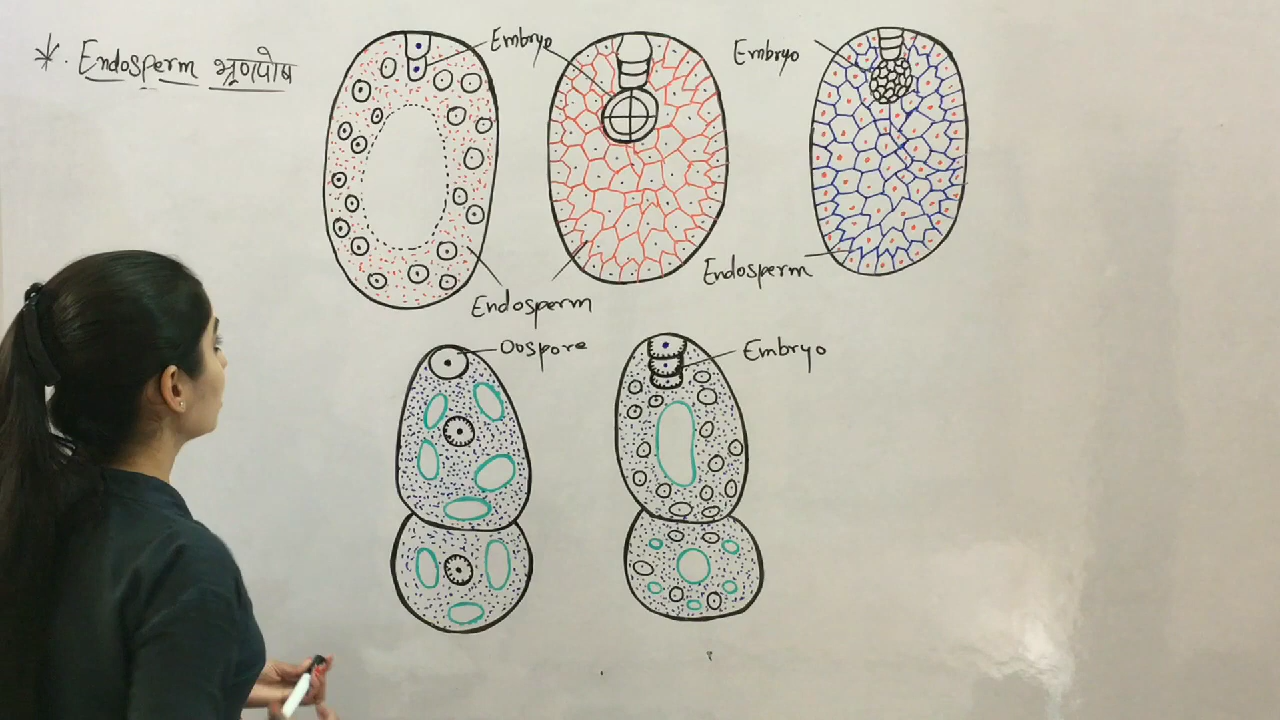 * Endosperm भ्रूणपोष
Embryo
Embryo
Endosperm
Endosperm
Oospore
Embryo